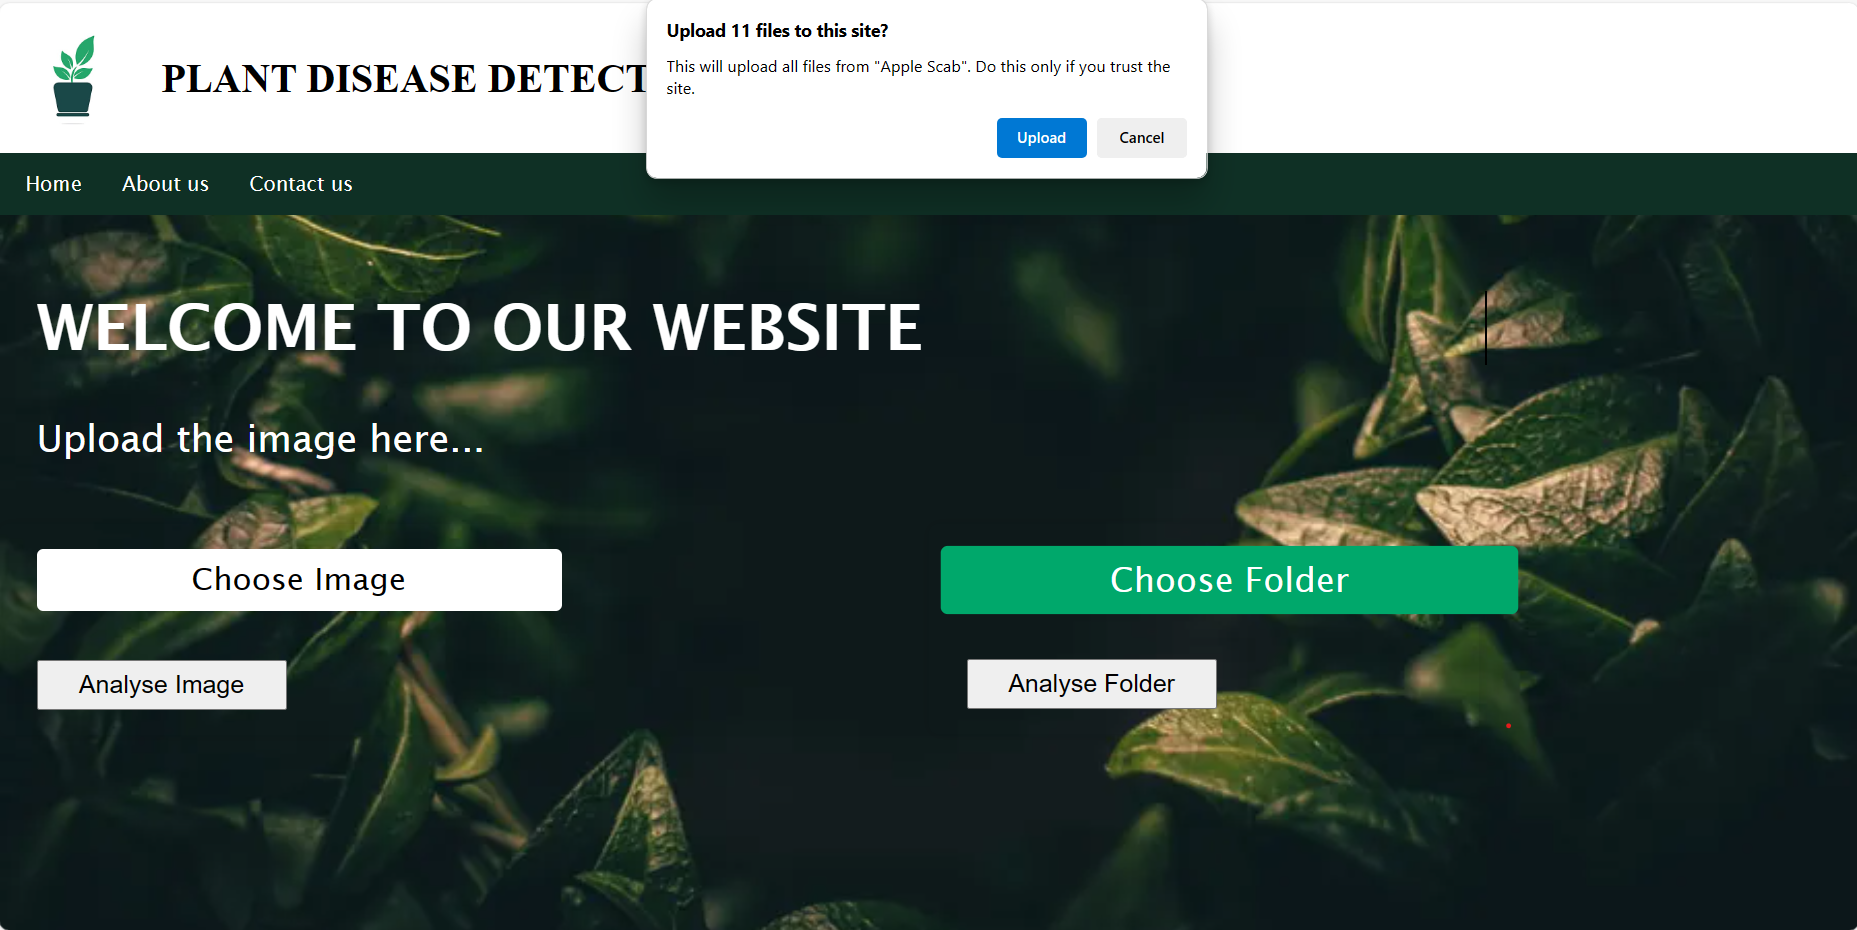 Upload 11 files to this site?
This will upload all files from "Apple Scab". Do this only if you trust the
site.
Upload Cancel
PLANT DISEASE DETECT
Home About us Contact us
WELCOME TO OUR WEBSITE
Upload the image here...
Choose Image Choose Folder
Analyse Image Analyse Folder